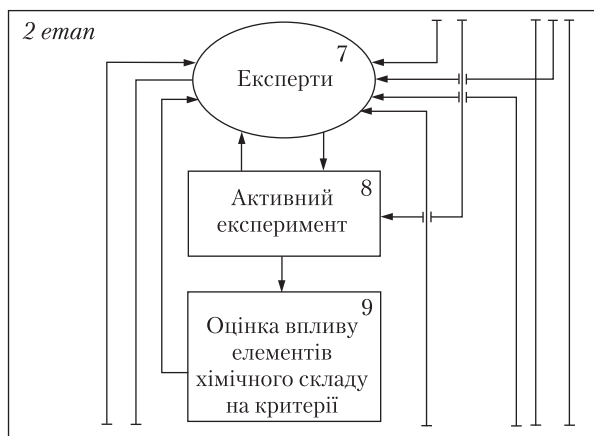 2 етап
7
Експерти
8
Активний
експеримент
9
Оцінка впливу
елементів
хімічного складу
на критерії